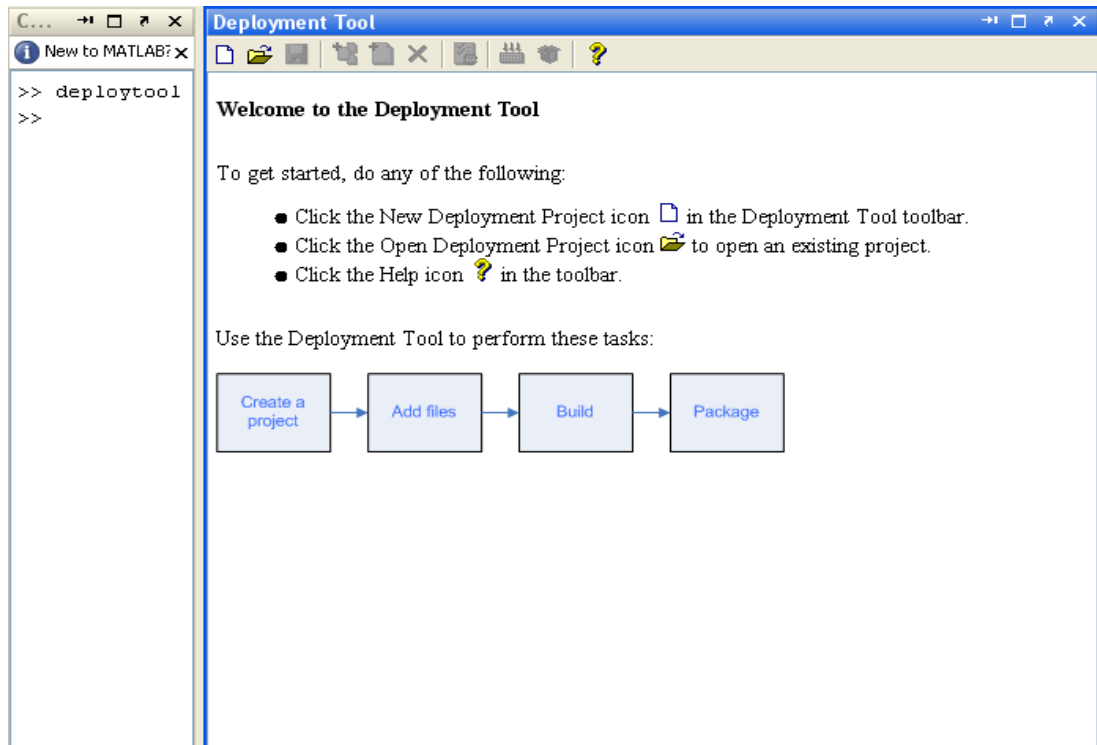 C...
New to MATLAB?
>> deploytool
>>
Deployment Tool
Welcome to the Deployment Tool
To get started, do any of the following:
Click the New Deployment Project icon in the Deployment Tool toolbar.
Click the Open Deployment Project icon to open an existing project.
Click the Help icon ? in the toolbar.
Use the Deployment Tool to perform these tasks:
Create a
project
Add files
Build
Package